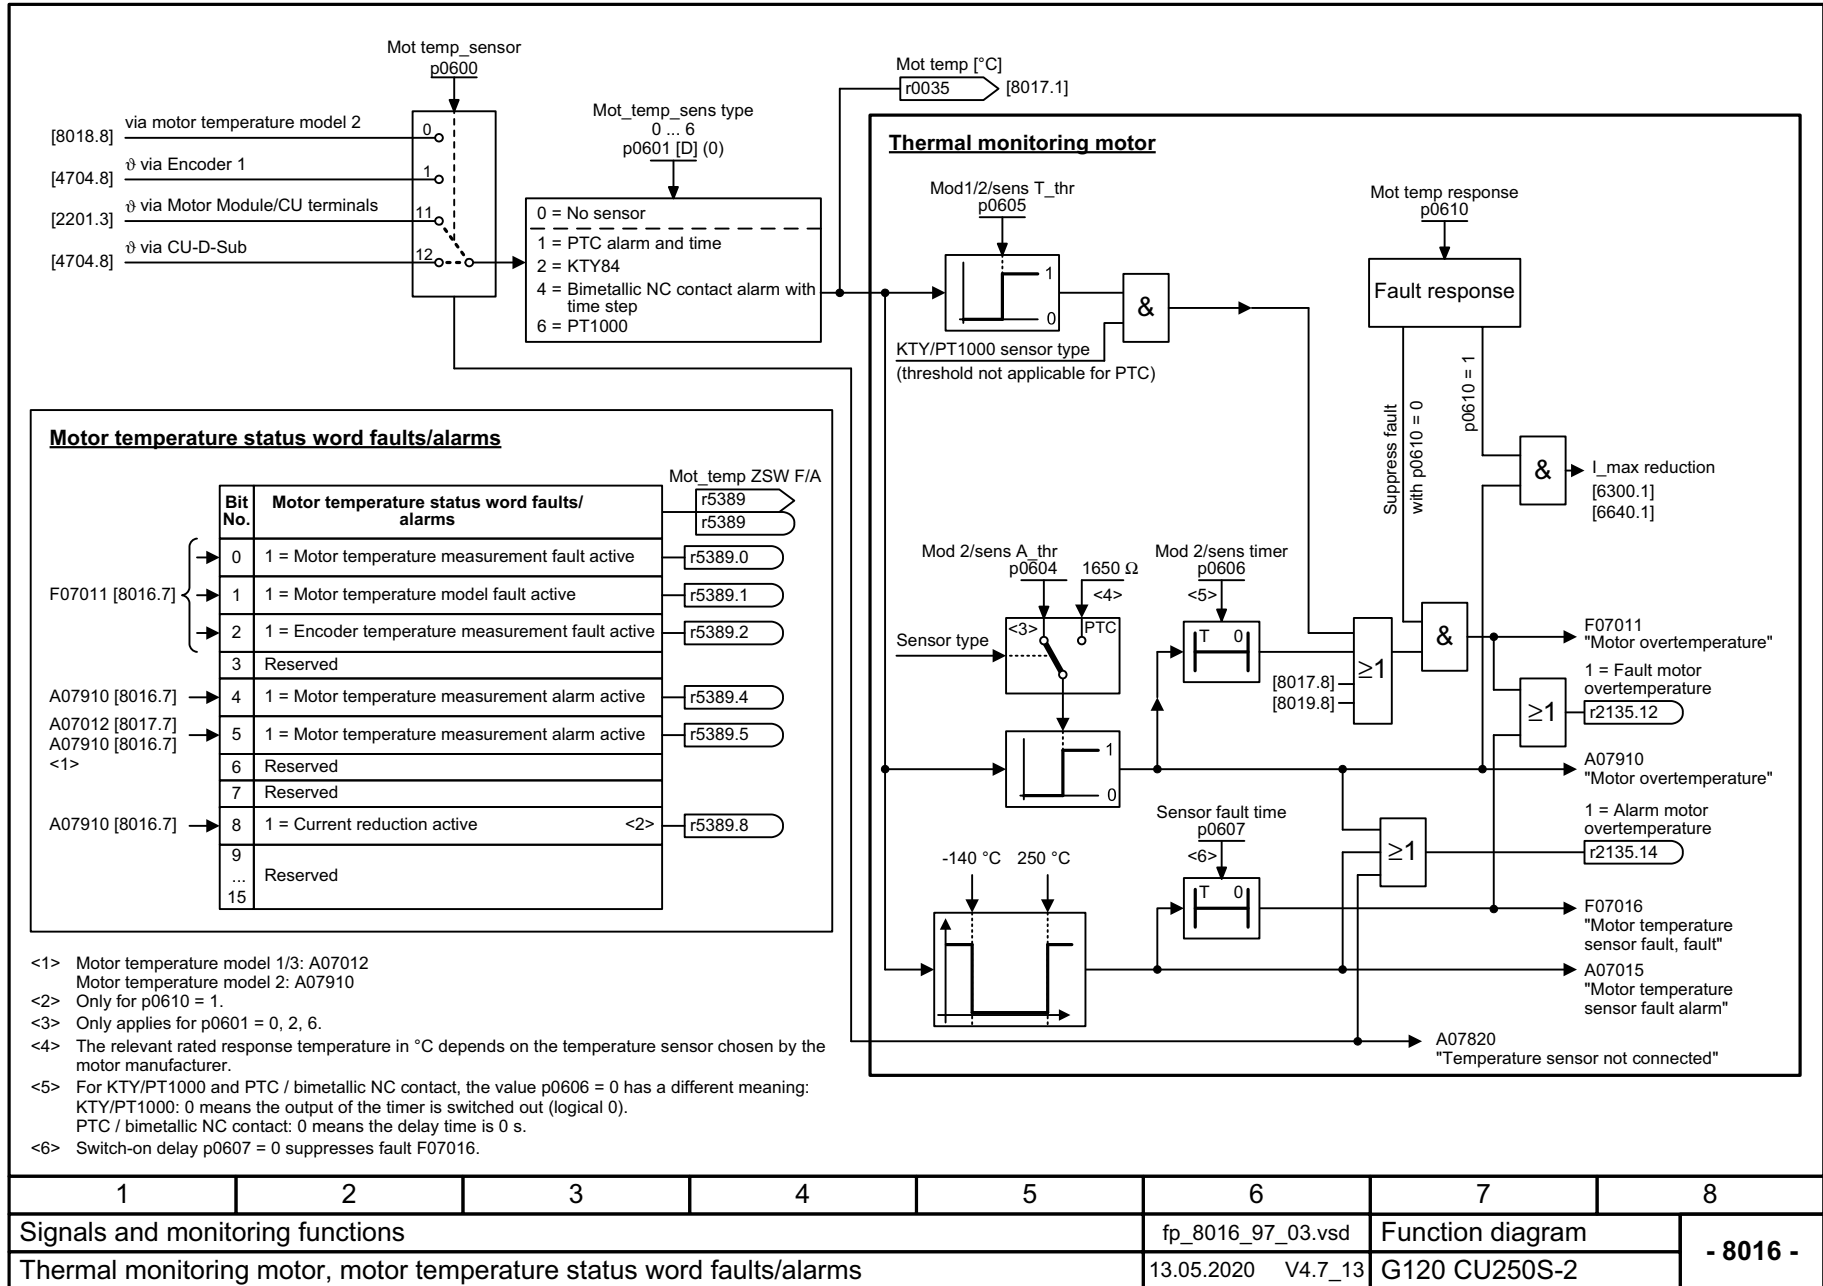 Mot temp_sensor
p0600
[8018.8] via motor temperature model 2
0
[4704.8] ϑ via Encoder 1
1
[2201.3] ϑ via Motor Module/CU terminals
11
[4704.8] ϑ via CU-D-Sub
12
Mot_temp_sens type
0 ... 6
p0601 [D] (0)
0 = No sensor
1 = PTC alarm and time
2 = KTY84
4 = Bimetallic NC contact alarm with
time step
6 = PT1000
Mot temp [°C]
r0035 [8017.1]
Thermal monitoring motor
Mod1/2/sens T_thr
p0605
1
0
KTY/PT1000 sensor type
(threshold not applicable for PTC)
&
Mot temp response
p0610
Fault response
Suppress fault
with p0610 = 0
p0610 = 1
&
I_max reduction
[6300.1]
[6640.1]
Mod 2/sens A_thr
p0604
1650 Ω
<4>
<3>
PTC
Sensor type
1
0
Mod 2/sens timer
p0606
<5>
T 0
[8017.8]
[8019.8]
≥1
&
F07011
"Motor overtemperature"
1 = Fault motor
overtemperature
r2135.12
≥1
A07910
"Motor overtemperature"
1 = Alarm motor
overtemperature
r2135.14
≥1
Sensor fault time
p0607
<6>
T 0
-140 °C 250 °C
F07016
"Motor temperature
sensor fault, fault"
A07015
"Motor temperature
sensor fault alarm"
A07820
"Temperature sensor not connected"
Motor temperature status word faults/alarms
Mot_temp ZSW F/A
r5389
r5389
Bit
No.
Motor temperature status word faults/
alarms
F07011 [8016.7]
0 1 = Motor temperature measurement fault active r5389.0
1 1 = Motor temperature model fault active r5389.1
2 1 = Encoder temperature measurement fault active r5389.2
3 Reserved
A07910 [8016.7] 4 1 = Motor temperature measurement alarm active r5389.4
A07012 [8017.7]
A07910 [8016.7]
<1>
5 1 = Motor temperature measurement alarm active r5389.5
6 Reserved
7 Reserved
A07910 [8016.7] 8 1 = Current reduction active <2> r5389.8
9
...
15
Reserved
<1> Motor temperature model 1/3: A07012
Motor temperature model 2: A07910
<2> Only for p0610 = 1.
<3> Only applies for p0601 = 0, 2, 6.
<4> The relevant rated response temperature in °C depends on the temperature sensor chosen by the
motor manufacturer.
<5> For KTY/PT1000 and PTC / bimetallic NC contact, the value p0606 = 0 has a different meaning:
KTY/PT1000: 0 means the output of the timer is switched out (logical 0).
PTC / bimetallic NC contact: 0 means the delay time is 0 s.
<6> Switch-on delay p0607 = 0 suppresses fault F07016.
1 2 3 4 5 6 7 8
Signals and monitoring functions
fp_8016_97_03.vsd
Function diagram
- 8016 -
Thermal monitoring motor, motor temperature status word faults/alarms
13.05.2020 V4.7_13
G120 CU250S-2